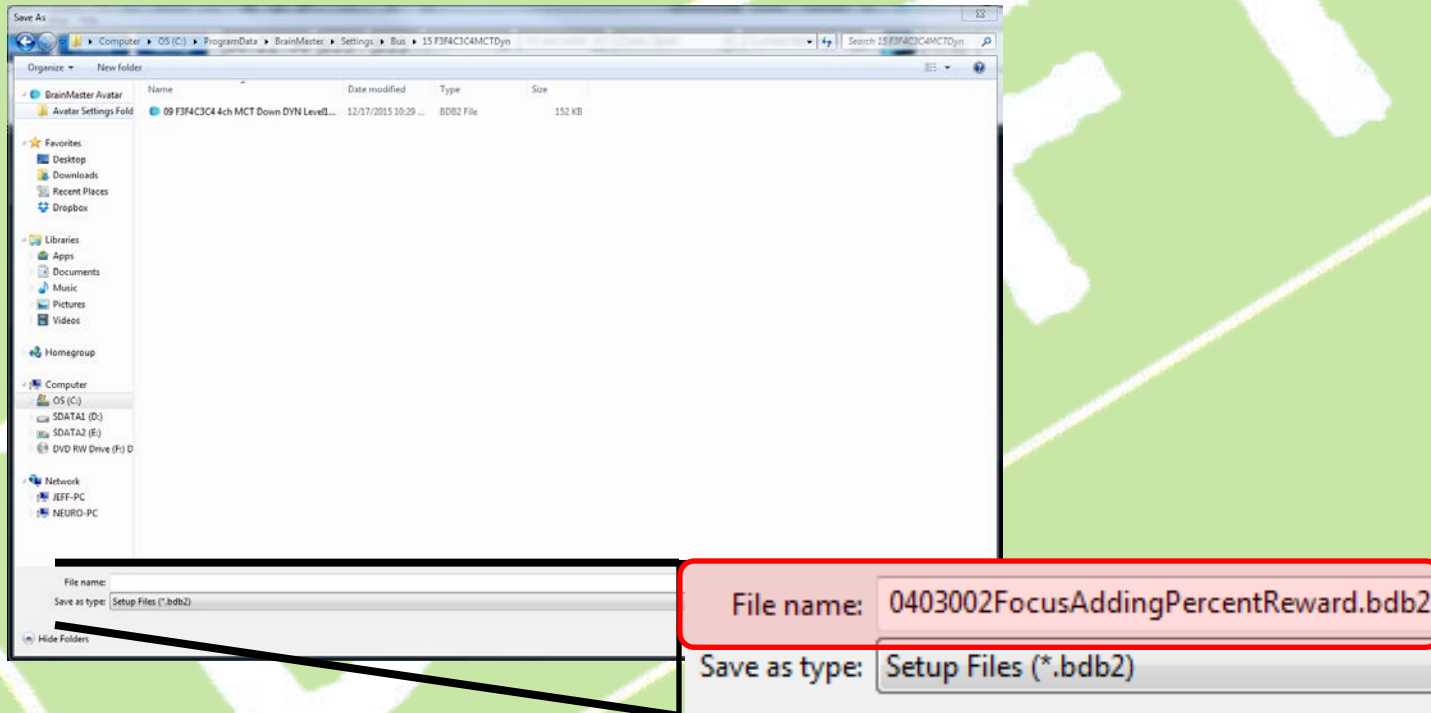 Save As
Computer ▸ OS (C:) ▸ ProgramData ▸ BrainMaster ▸ Settings ▸ Bus ▸ 15 F3F4C3C4MCTDyn
Search 15 F3F4C3C4MCTDyn
Organize New folder
Name Date modified Type Size
BrainMaster Avatar
Avatar Settings Fold
09 F3F4C3C4 4ch MCT Down DYN Level1... 12/17/2015 10:29 ... BDB2 File 152 KB
Favorites
Desktop
Downloads
Recent Places
Dropbox
Libraries
Apps
Documents
Music
Pictures
Videos
Homegroup
Computer
OS (C:)
SDATA1 (D:)
SDATA2 (E:)
DVD RW Drive (F:) D
Network
JEFF-PC
NEURO-PC
File name:
Save as type: Setup Files (*.bdb2)
Hide Folders
File name: 0403002FocusAddingPercentReward.bdb2
Save as type: Setup Files (*.bdb2)